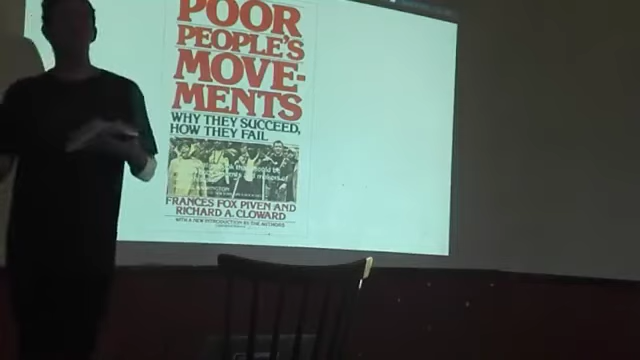 POOR
PEOPLE'S
MOVE-
MENTS
WHY THEY SUCCEED,
HOW THEY FAIL
FRANCES FOX PIVEN AND
RICHARD A. CLOWARD
WITH A NEW INTRODUCTION BY THE AUTHORS